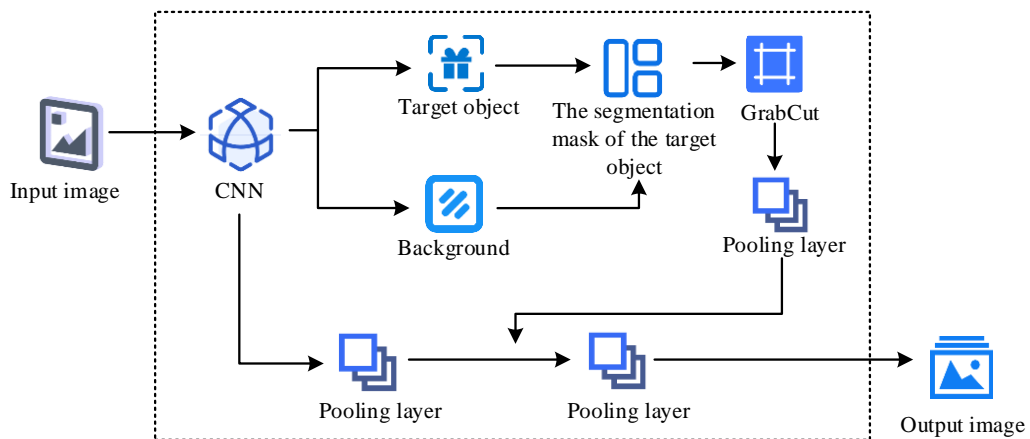 Input image
CNN
Target object
Background
The segmentation
mask of the target
object
GrabCut
Pooling layer
Pooling layer
Pooling layer
Output image